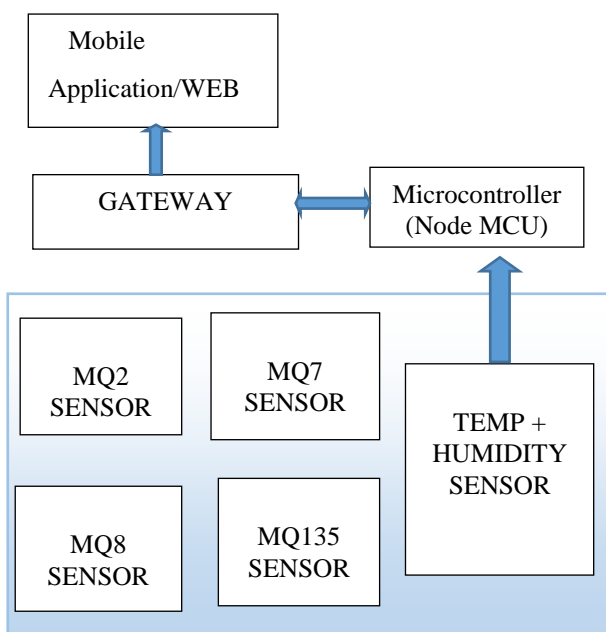 Mobile
Application/WEB
GATEWAY
Microcontroller
(Node MCU)
MQ2
SENSOR
MQ7
SENSOR
TEMP +
HUMIDITY
SENSOR
MQ8
SENSOR
MQ135
SENSOR